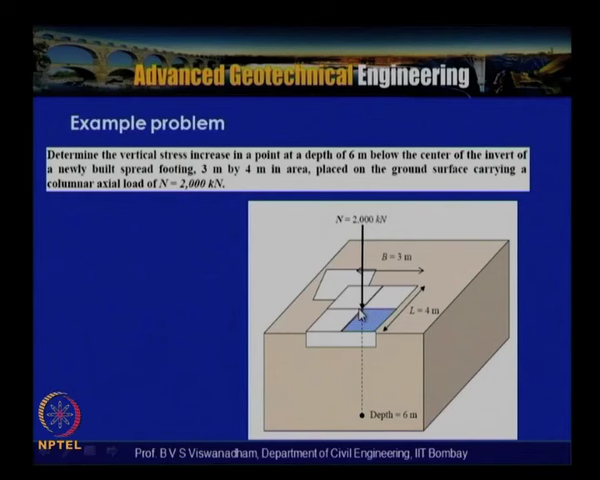 Advanced Geotechnical Engineering
Example problem
Determine the vertical stress increase in a point at a depth of 6 m below the center of the invert of
a newly built spread footing, 3 m by 4 m in area, placed on the ground surface carrying a
columnar axial load of N = 2,000 kN.
N = 2,000 kN
B = 3 m
L = 4 m
Depth = 6 m
NPTEL
Prof. B V S Viswanadham, Department of Civil Engineering, IIT Bombay